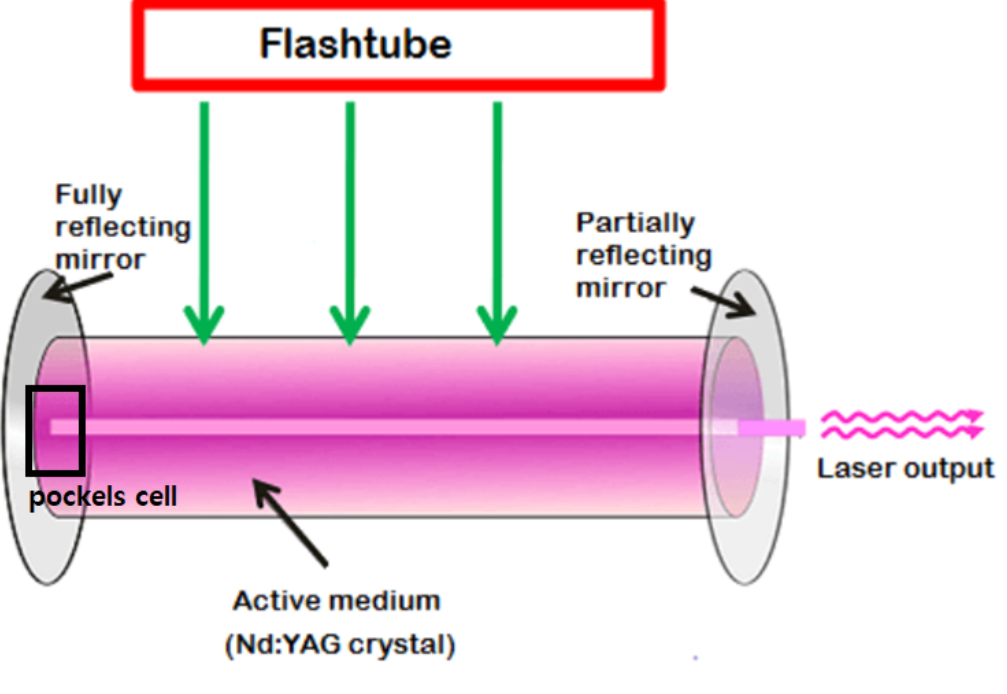 Flashtube
Fully
reflecting
mirror
Partially
reflecting
mirror
pockels cell
Laser output
Active medium
(Nd:YAG crystal)